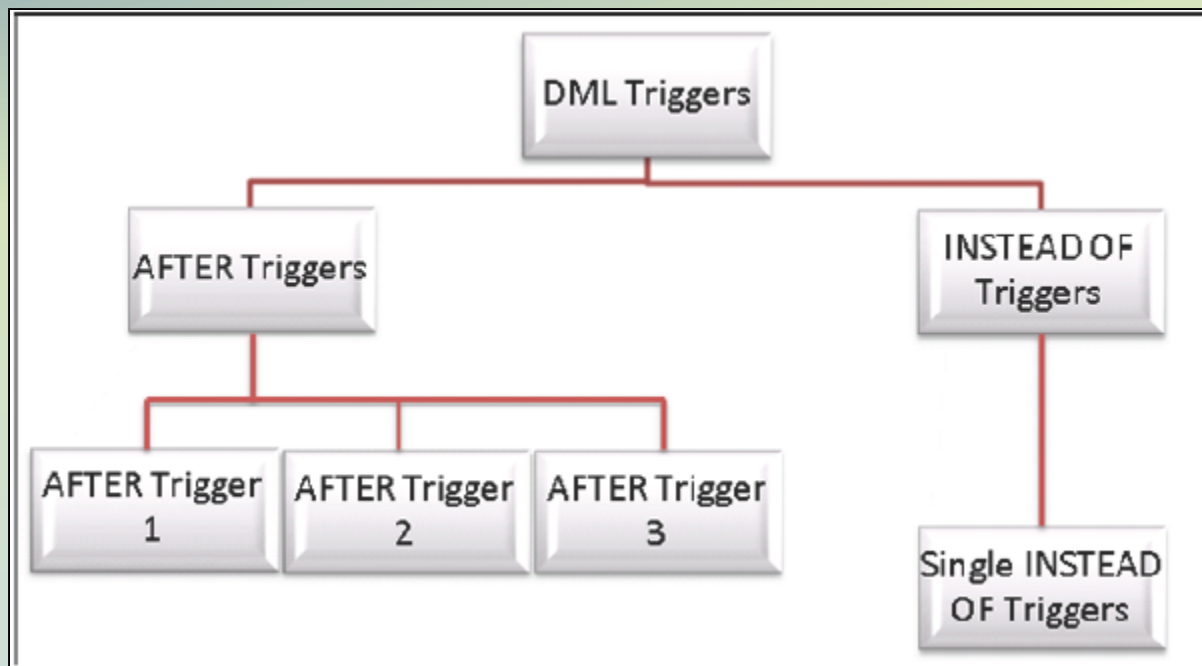 DML Triggers
AFTER Triggers
INSTEAD OF
Triggers
AFTER Trigger
1
AFTER Trigger
2
AFTER Trigger
3
Single INSTEAD
OF Triggers